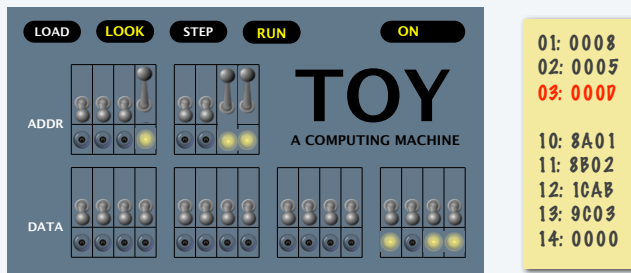 LOAD LOOK STEP RUN ON
ADDR
TOY
A COMPUTING MACHINE
DATA
01: 0008
02: 0005
03: 000D
10: 8A01
11: 8B02
12: 1CAB
13: 9C03
14: 0000